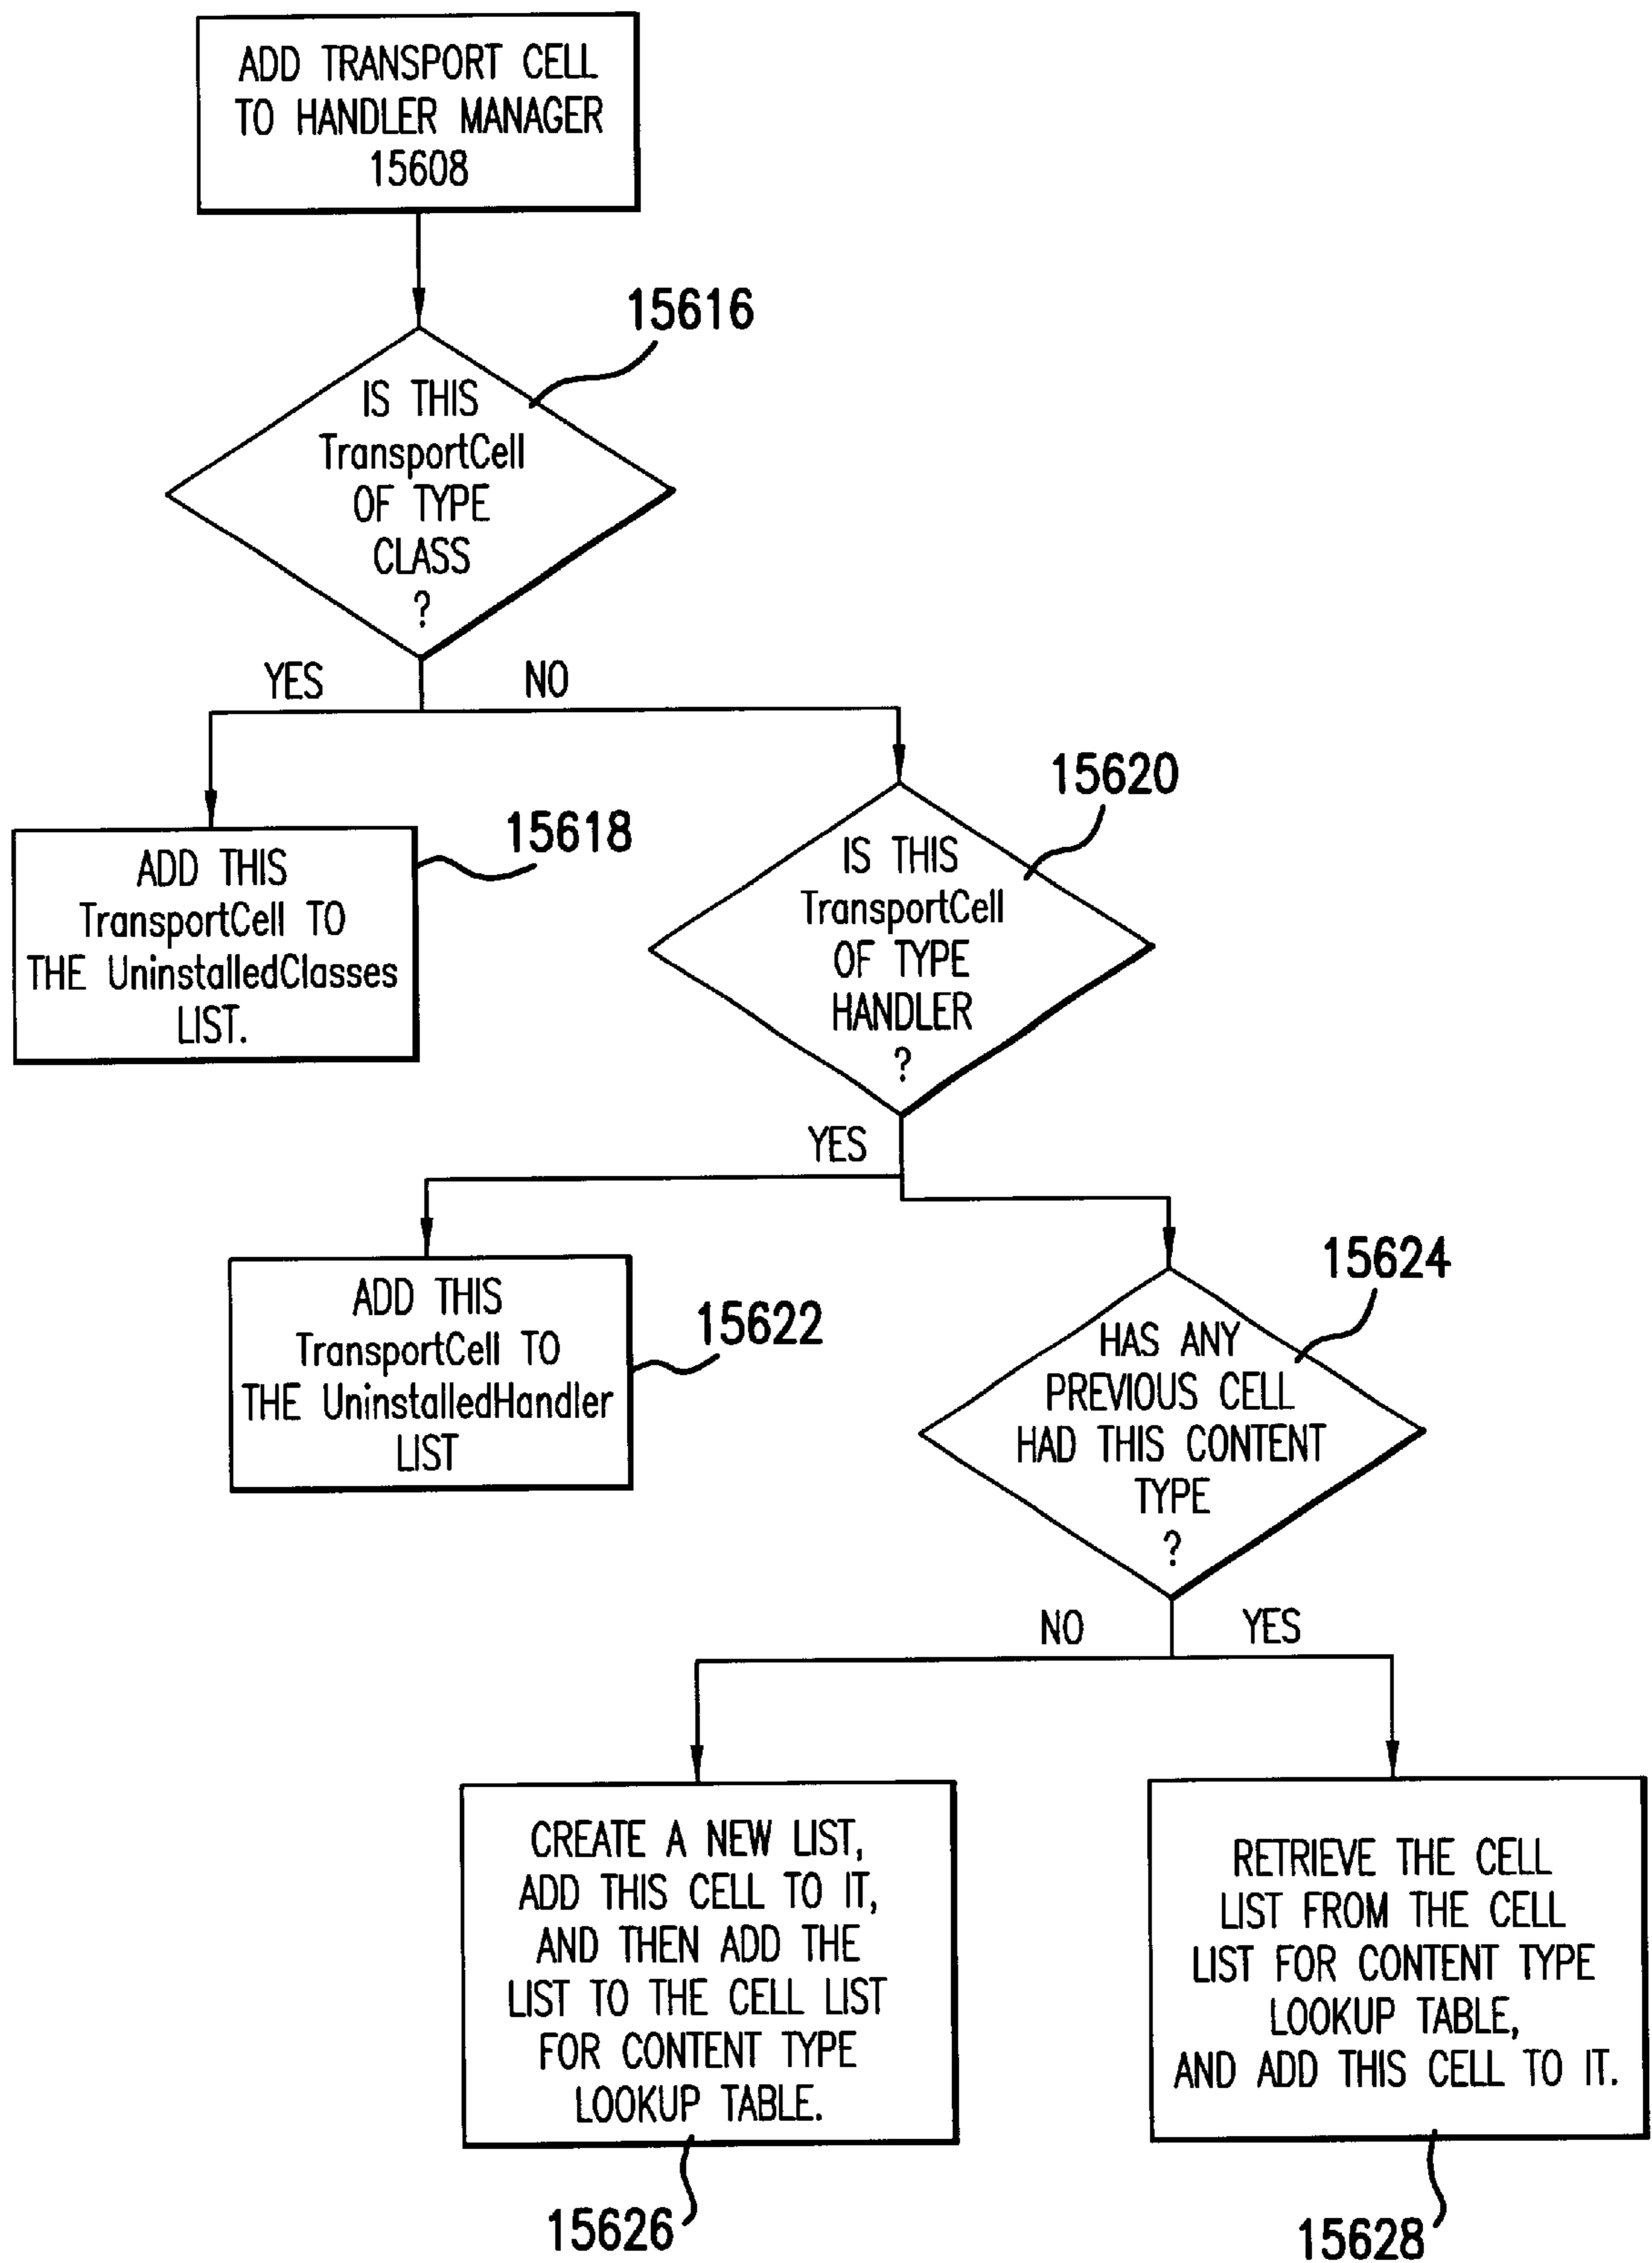 ADD TRANSPORT CELL
TO HANDLER MANAGER
15608
15616
IS THIS
TransportCell
OF TYPE
CLASS
?
YES
NO
15618
ADD THIS
TransportCell TO
THE UninstalledClasses
LIST.
15620
IS THIS
TransportCell
OF TYPE
HANDLER
?
YES
15622
ADD THIS
TransportCell TO
THE UninstalledHandler
LIST
15624
HAS ANY
PREVIOUS CELL
HAD THIS CONTENT
TYPE
?
NO
YES
CREATE A NEW LIST,
ADD THIS CELL TO IT,
AND THEN ADD THE
LIST TO THE CELL LIST
FOR CONTENT TYPE
LOOKUP TABLE.
15626
RETRIEVE THE CELL
LIST FROM THE CELL
LIST FOR CONTENT TYPE
LOOKUP TABLE,
AND ADD THIS CELL TO IT.
15628